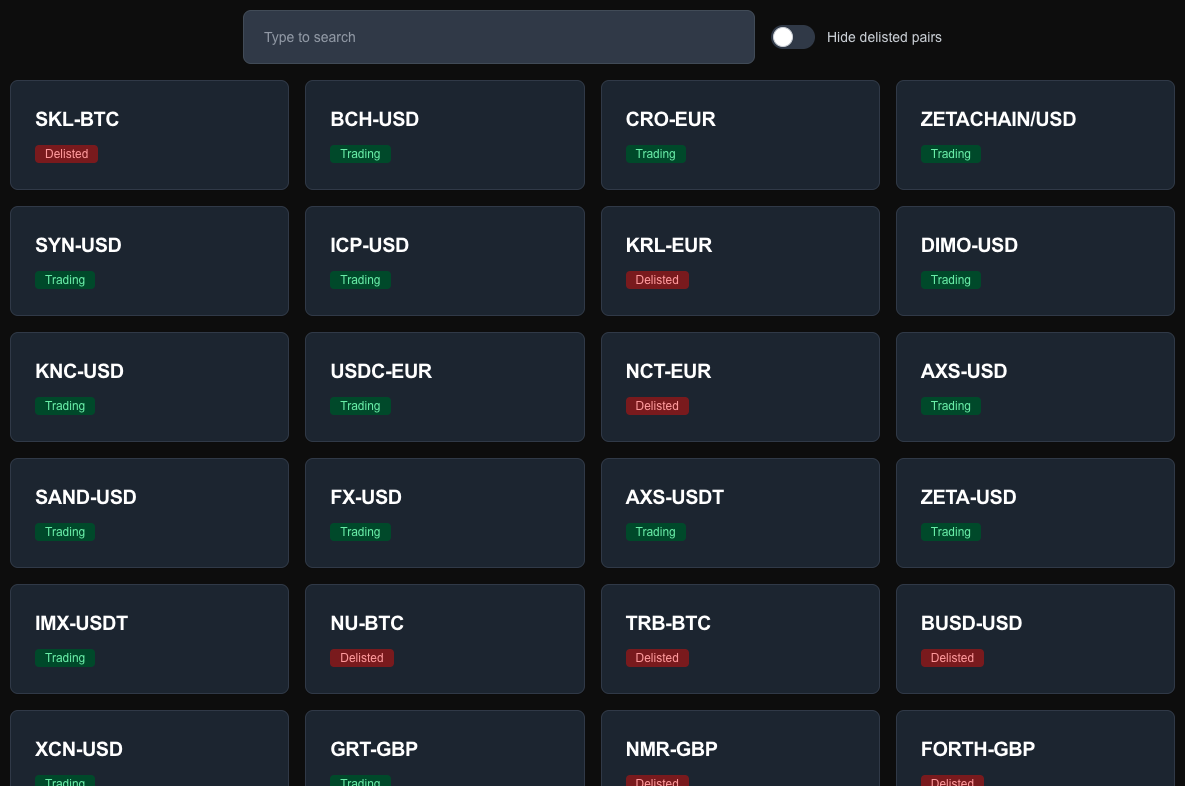 Type to search
Hide delisted pairs
SKL-BTC
Delisted
BCH-USD
Trading
CRO-EUR
Trading
ZETACHAIN/USD
Trading
SYN-USD
Trading
ICP-USD
Trading
KRL-EUR
Delisted
DIMO-USD
Trading
KNC-USD
Trading
USDC-EUR
Trading
NCT-EUR
Delisted
AXS-USD
Trading
SAND-USD
Trading
FX-USD
Trading
AXS-USDT
Trading
ZETA-USD
Trading
IMX-USDT
Trading
NU-BTC
Delisted
TRB-BTC
Delisted
BUSD-USD
Delisted
XCN-USD
Trading
GRT-GBP
Trading
NMR-GBP
Delisted
FORTH-GBP
Delisted